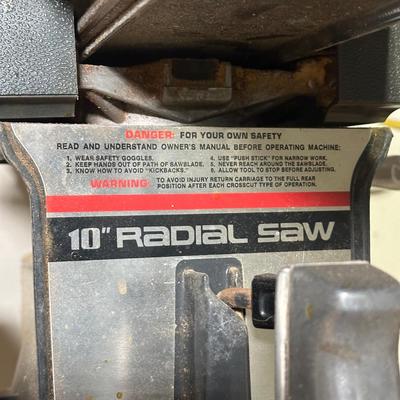 DANGER: FOR YOUR OWN SAFETY
READ AND UNDERSTAND OWNER'S MANUAL BEFORE OPERATING MACHINE:
1. WEAR SAFETY GOGGLES.
2. KEEP HANDS OUT OF PATH OF SAWBLADE.
3. KNOW HOW TO AVOID "KICKBACKS."
4. USE "PUSH STICK" FOR NARROW WORK.
5. NEVER REACH AROUND THE SAWBLADE.
6. ALLOW TOOL TO STOP BEFORE ADJUSTING.
WARNING: TO AVOID INJURY RETURN CARRIAGE TO THE FULL REAR
POSITION AFTER EACH CROSSCUT TYPE OF OPERATION.
10" RADIAL SAW